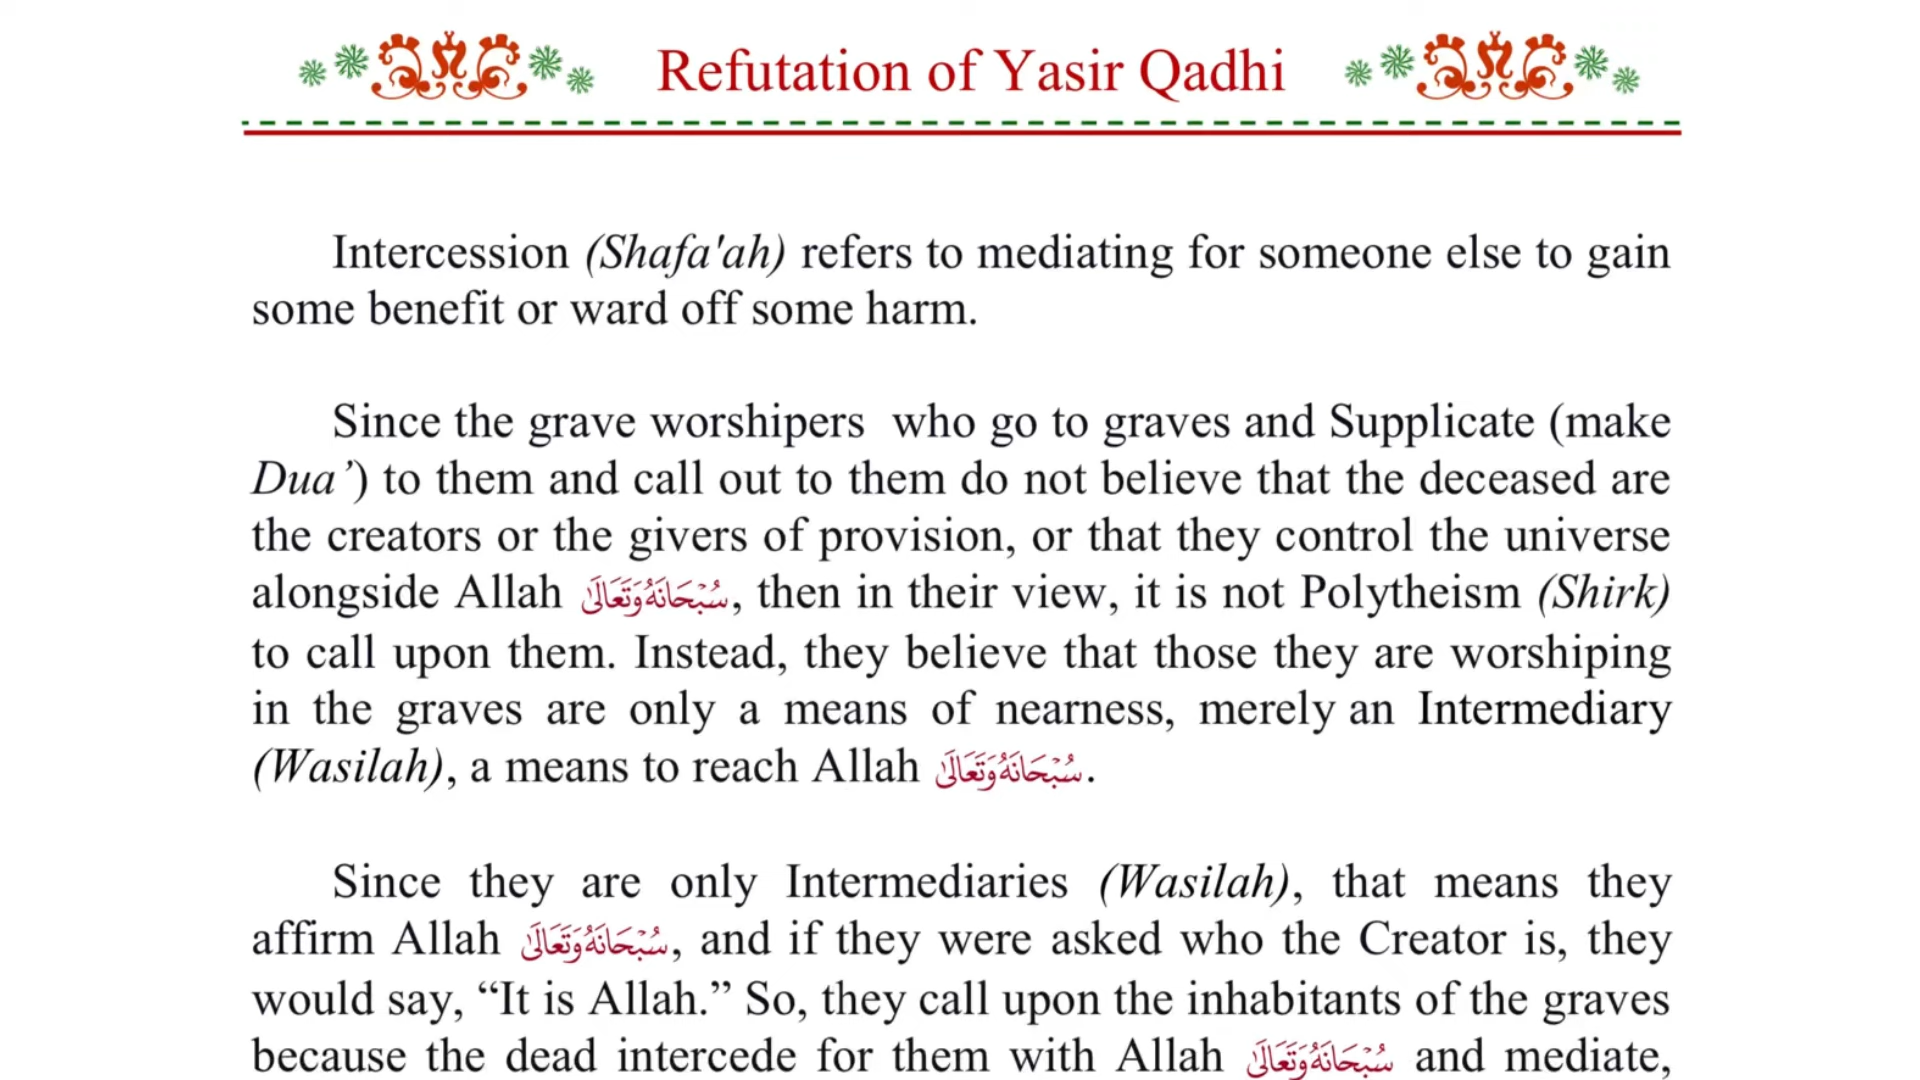 Refutation of Yasir Qadhi
Intercession (Shafa'ah) refers to mediating for someone else to gain
some benefit or ward off some harm.
Since the grave worshipers who go to graves and Supplicate (make
Dua’) to them and call out to them do not believe that the deceased are
the creators or the givers of provision, or that they control the universe
alongside Allah سُبْحَانَهُ وَتَعَالَىٰ, then in their view, it is not Polytheism (Shirk)
to call upon them. Instead, they believe that those they are worshiping
in the graves are only a means of nearness, merely an Intermediary
(Wasilah), a means to reach Allah سُبْحَانَهُ وَتَعَالَىٰ.
Since they are only Intermediaries (Wasilah), that means they
affirm Allah سُبْحَانَهُ وَتَعَالَىٰ, and if they were asked who the Creator is, they
would say, “It is Allah.” So, they call upon the inhabitants of the graves
because the dead intercede for them with Allah سُبْحَانَهُ وَتَعَالَىٰ and mediate,